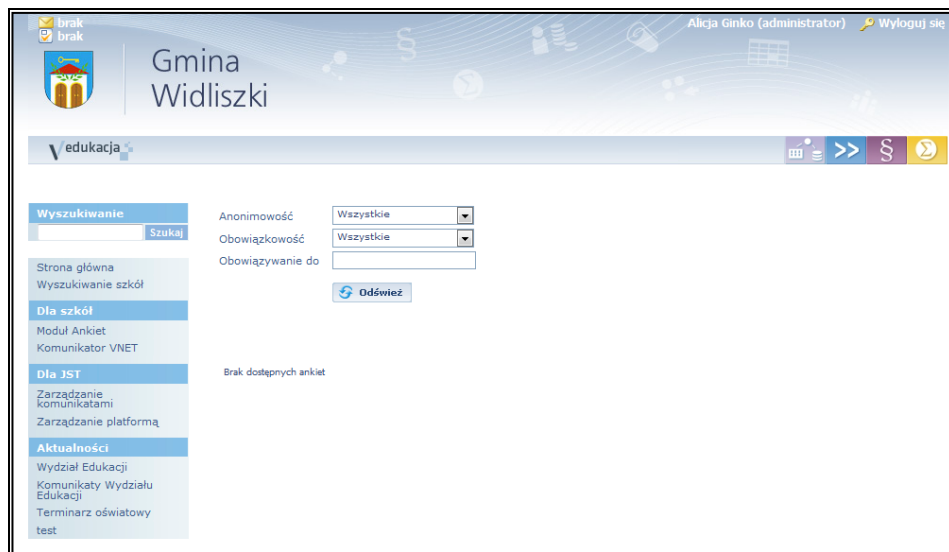 brak
brak
Alicja Ginko (administrator) Wyloguj się
Gmina
Widliszki
Vedukacja
>> § Σ
Wyszukiwanie
Szukaj
Strona główna
Wyszukiwanie szkół
Dla szkół
Moduł Ankiet
Komunikator VNET
Dla JST
Zarządzanie
komunikatami
Zarządzanie platformą
Aktualności
Wydział Edukacji
Komunikaty Wydziału
Edukacji
Terminarz oświatowy
test
Anonimowość Wszystkie
Obowiązkowość Wszystkie
Obowiązywanie do
Odśwież
Brak dostępnych ankiet